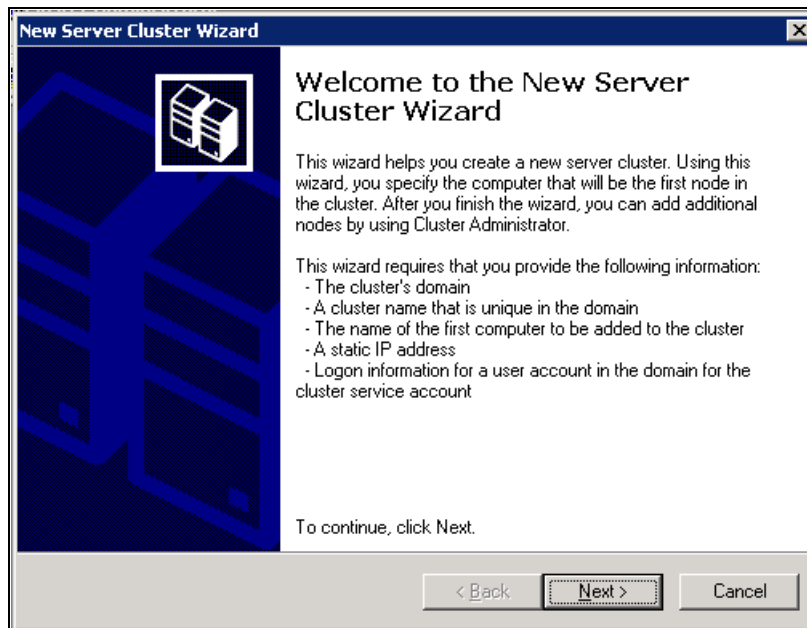 New Server Cluster Wizard
Welcome to the New Server
Cluster Wizard
This wizard helps you create a new server cluster. Using this
wizard, you specify the computer that will be the first node in
the cluster. After you finish the wizard, you can add additional
nodes by using Cluster Administrator.
This wizard requires that you provide the following information:
- The cluster's domain
- A cluster name that is unique in the domain
- The name of the first computer to be added to the cluster
- A static IP address
- Logon information for a user account in the domain for the
cluster service account
To continue, click Next.
< Back
Next >
Cancel